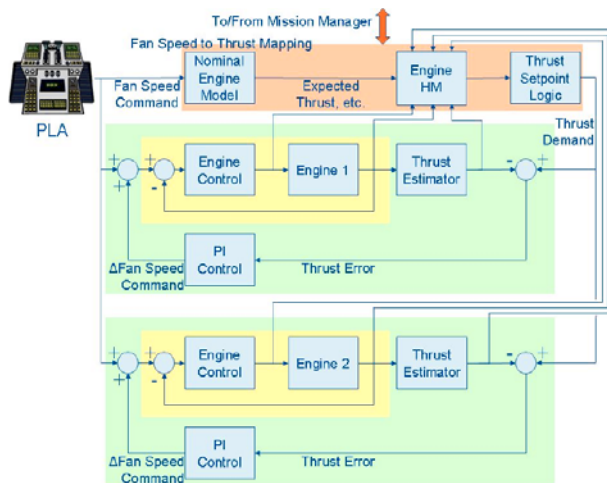 To/From Mission Manager
Fan Speed to Thrust Mapping
PLA
Fan Speed
Command
Nominal
Engine
Model
Expected
Thrust, etc.
Engine
HM
Thrust
Setpoint
Logic
Thrust
Demand
+
+
+
-
Engine
Control
Engine 1
Thrust
Estimator
-
+
PI
Control
ΔFan Speed
Command
Thrust Error
+
+
+
-
Engine
Control
Engine 2
Thrust
Estimator
-
+
PI
Control
ΔFan Speed
Command
Thrust Error